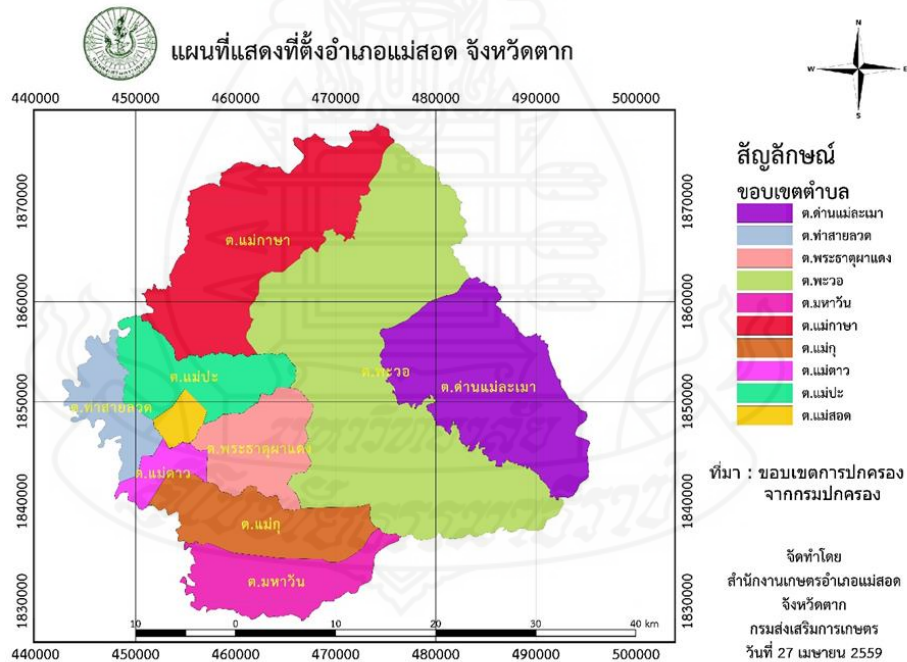 แผนที่แสดงที่ตั้งอำเภอแม่สอด จังหวัดตาก
N
W E
S
440000 450000 460000 470000 480000 490000 500000
สัญลักษณ์
ขอบเขตตำบล
ต.ด่านแม่ละเมา
ต.ท่าสายลวด
ต.พระธาตุผาแดง
ต.พะวอ
ต.มหาวัน
ต.แม่กาษา
ต.แม่กุ
ต.แม่ตาว
ต.แม่ปะ
ต.แม่สอด
1870000 1870000
ต.แม่กาษา
1860000 1860000
ต.แม่ปะ
ต.พะวอ
ต.ด่านแม่ละเมา
1850000 1850000
ต.ท่าสายลวด
ต.พระธาตุผาแดง
ต.แม่ตาว
1840000 1840000
ต.แม่กุ
ต.มหาวัน
1830000 1830000
10 0 10 20 30 40 km
440000 450000 460000 470000 480000 490000 500000
ที่มา : ขอบเขตการปกครอง
จากกรมปกครอง
จัดทำโดย
สำนักงานเกษตรอำเภอแม่สอด
จังหวัดตาก
กรมส่งเสริมการเกษตร
วันที่ 27 เมษายน 2559